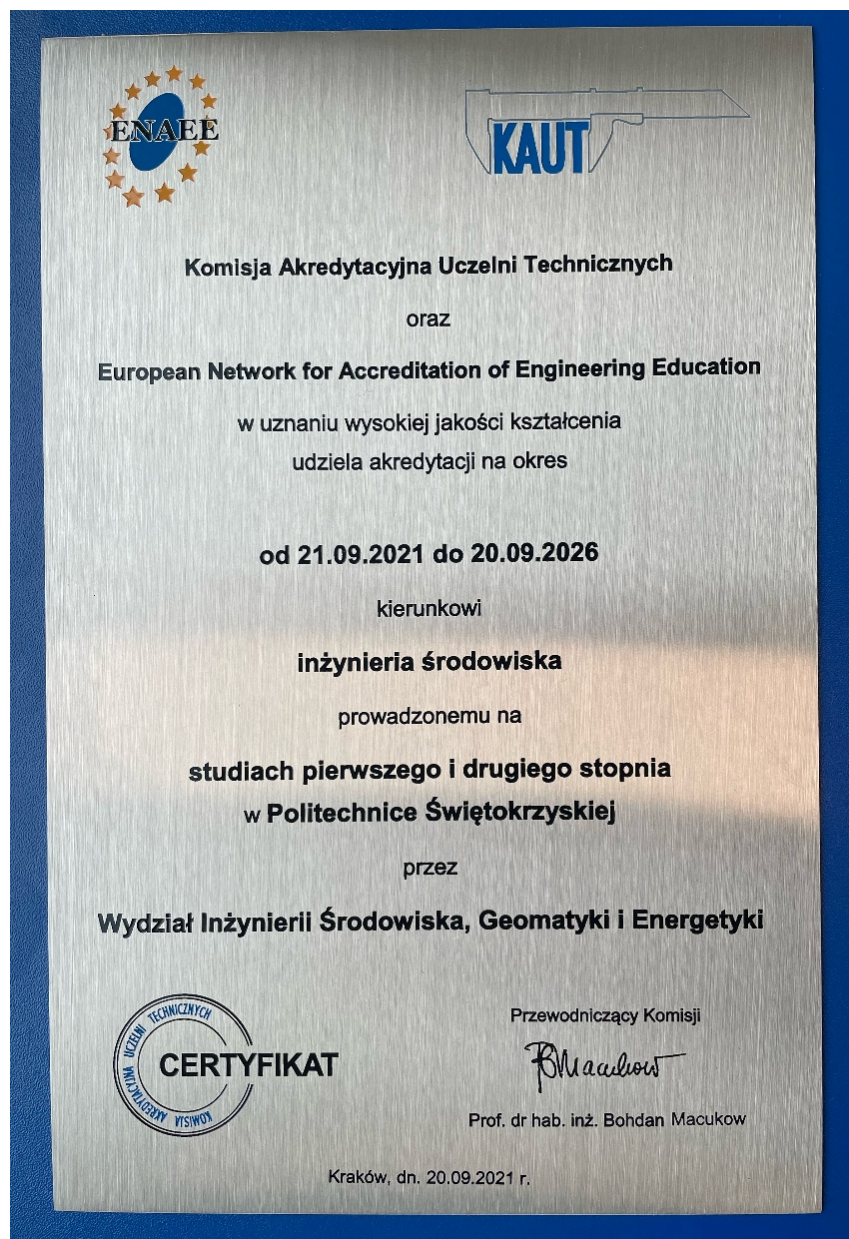 ENAEE
KAUT
Komisja Akredytacyjna Uczelni Technicznych
oraz
European Network for Accreditation of Engineering Education
w uznaniu wysokiej jakości kształcenia
udziela akredytacji na okres
od 21.09.2021 do 20.09.2026
kierunkowi
inżynieria środowiska
prowadzonemu na
studiach pierwszego i drugiego stopnia
w Politechnice Świętokrzyskiej
przez
Wydział Inżynierii Środowiska, Geomatyki i Energetyki
KOMISJA AKREDYTACYJNA UCZELNI TECHNICZNYCH
CERTYFIKAT
Przewodniczący Komisji
BMacukow
Prof. dr hab. inż. Bohdan Macukow
Kraków, dn. 20.09.2021 r.